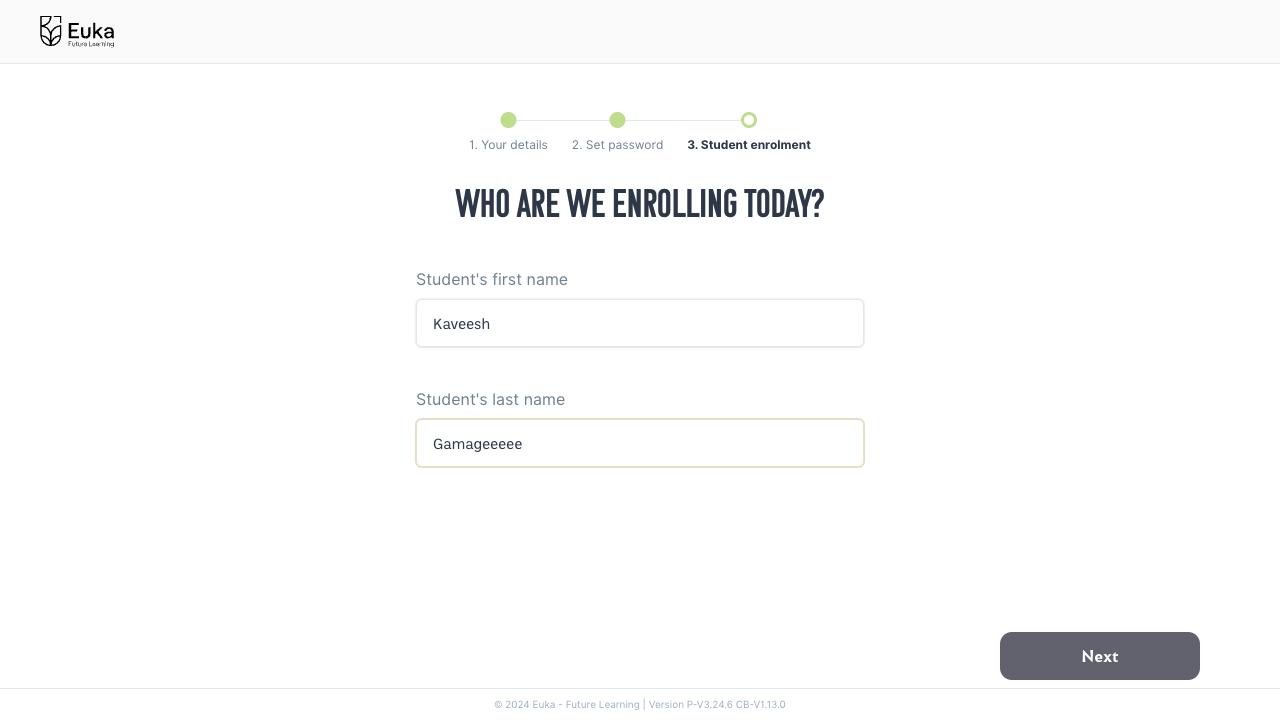 Euka
Future Learning
1. Your details
2. Set password
3. Student enrolment
WHO ARE WE ENROLLING TODAY?
Student's first name
Kaveesh
Student's last name
Gamageeeee
Next
© 2024 Euka - Future Learning | Version P-V3.24.6 CB-V1.13.0